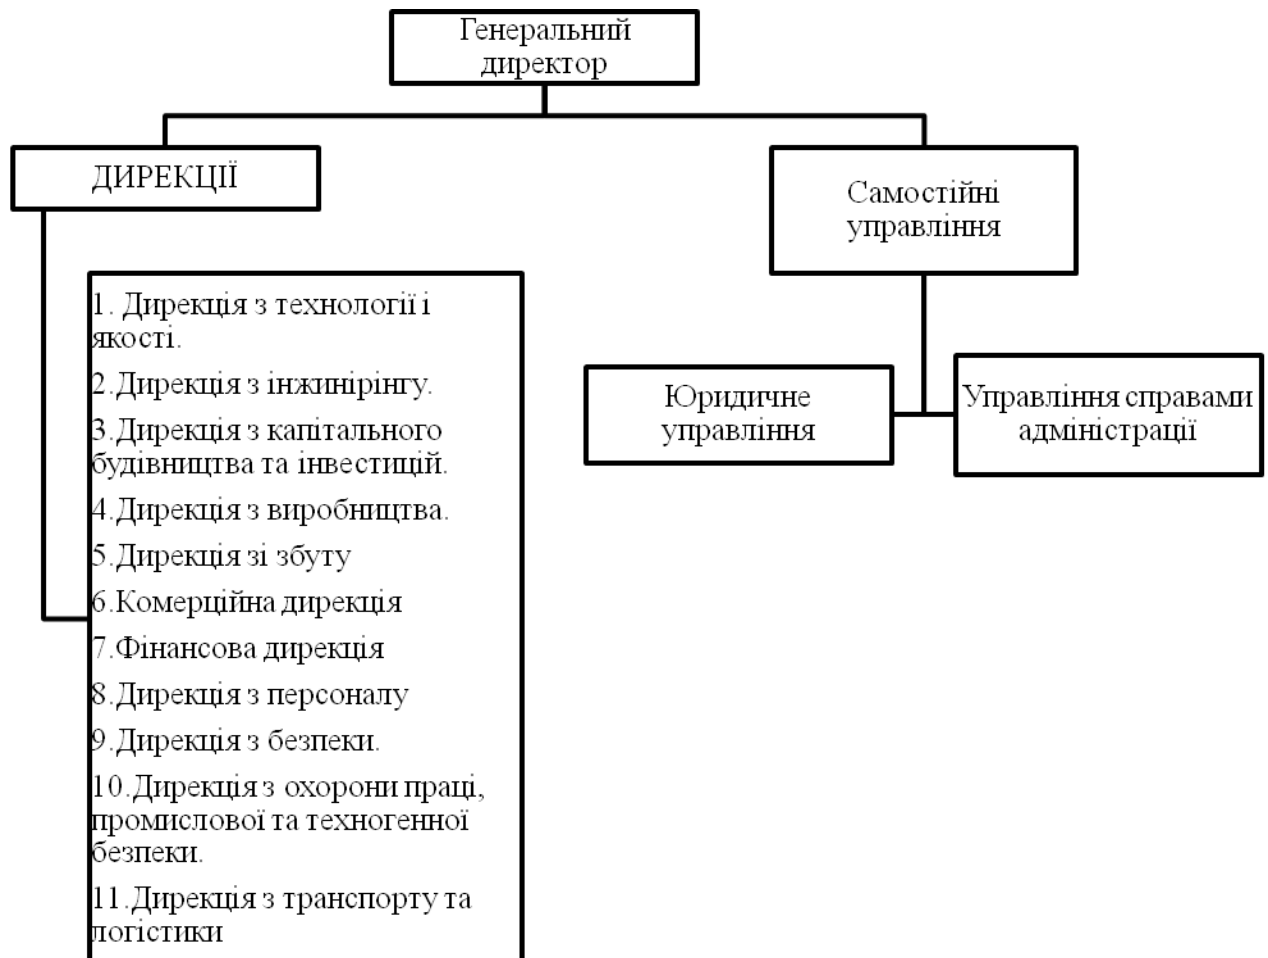 Генеральний
директор
ДИРЕКЦІЇ
Самостійні
управління
1. Дирекція з технології і
якості.
2.Дирекція з інжинірінгу.
3.Дирекція з капітального
будівництва та інвестицій.
4.Дирекція з виробництва.
5.Дирекція зі збуту
6.Комерційна дирекція
7.Фінансова дирекція
8.Дирекція з персоналу
9.Дирекція з безпеки.
10.Дирекція з охорони праці,
промислової та техногенної
безпеки.
11.Дирекція з транспорту та
логістики
Юридичне
управління
Управління справами
адміністрації